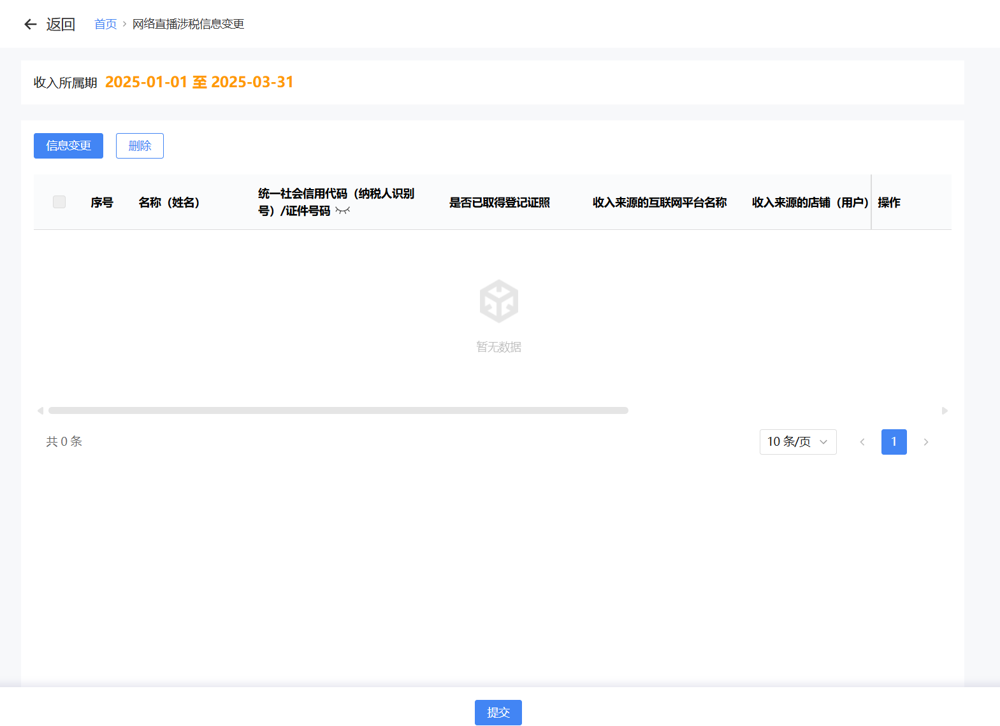 返回 首页 > 网络直播涉税信息变更
收入所属期 2025-01-01 至 2025-03-31
信息变更 删除
序号 名称（姓名） 统一社会信用代码（纳税人识别
号）/证件号码 是否已取得登记证照 收入来源的互联网平台名称 收入来源的店铺（用户） 操作
暂无数据
共 0 条 10 条/页 1
提交